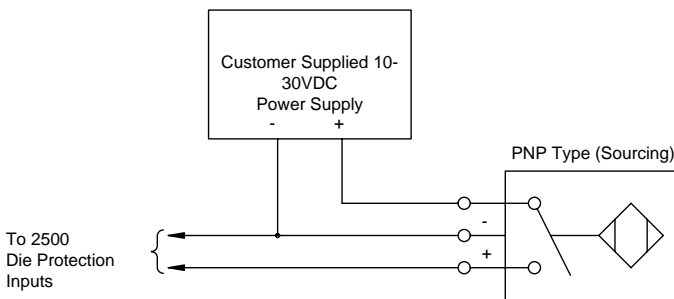 Customer Supplied 10-
30VDC
Power Supply
- +
PNP Type (Sourcing)
-
+
To 2500
Die Protection
Inputs